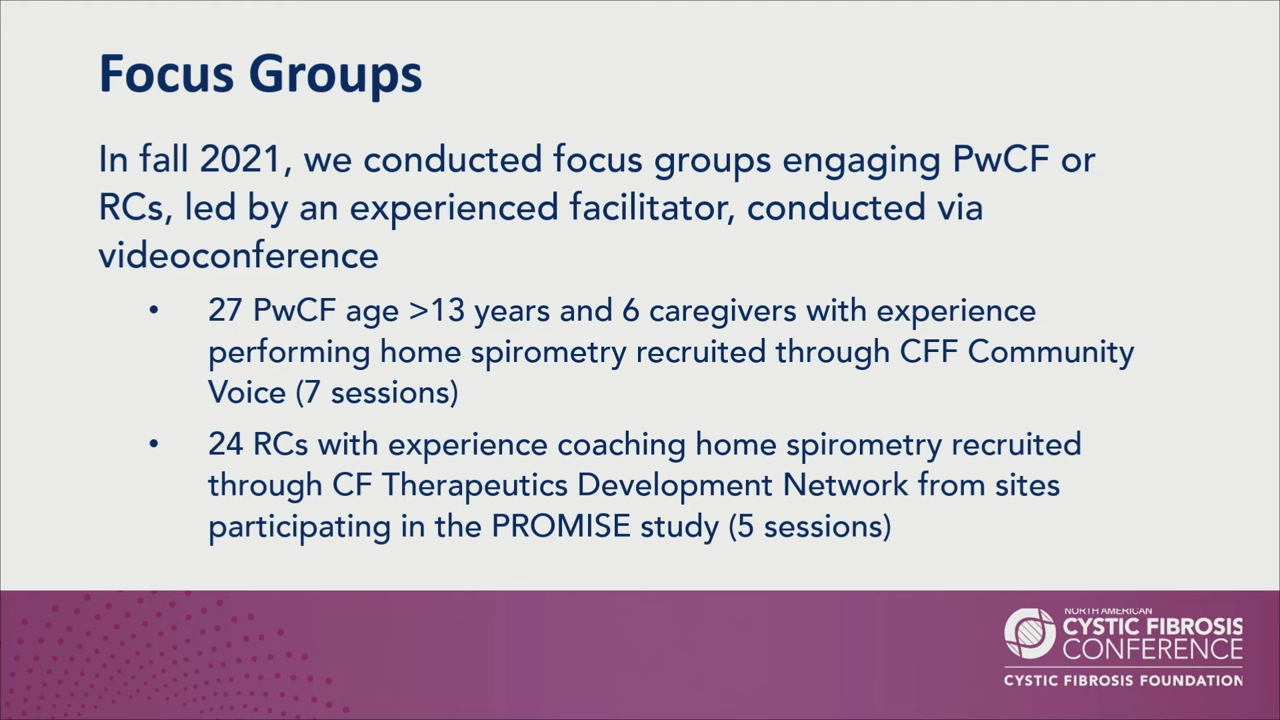 Focus Groups
In fall 2021, we conducted focus groups engaging PwCF or
RCs, led by an experienced facilitator, conducted via
videoconference
• 27 PwCF age >13 years and 6 caregivers with experience
performing home spirometry recruited through CFF Community
Voice (7 sessions)
• 24 RCs with experience coaching home spirometry recruited
through CF Therapeutics Development Network from sites
participating in the PROMISE study (5 sessions)
NORTH AMERICAN
CYSTIC FIBROSIS
CONFERENCE
CYSTIC FIBROSIS FOUNDATION